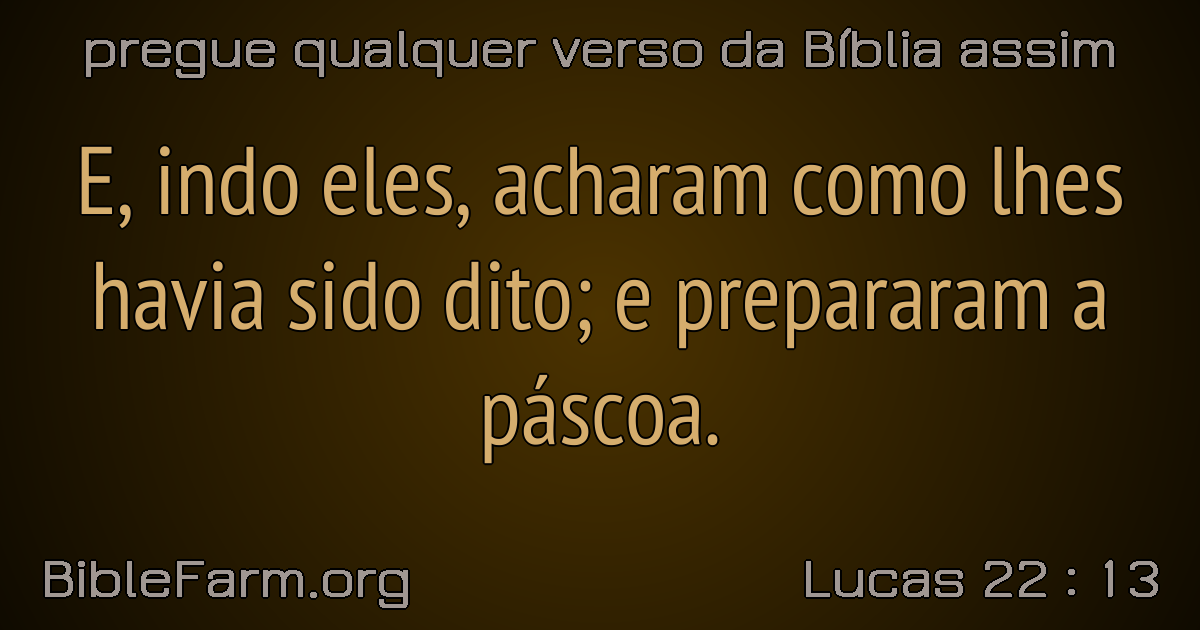 pregue qualquer verso da Bíblia assim
E, indo eles, acharam como lhes
havia sido dito; e prepararam a
páscoa.
BibleFarm.org
Lucas 22 : 13